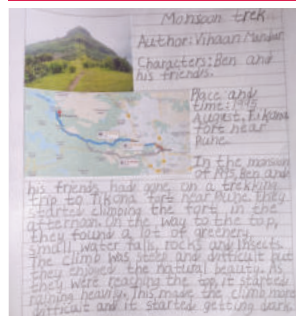 Monsoon trek
Author: Vihaan Mandar
Characters: Ben and
his friends.
Place and
time: 1975
August, Tikona
fort near
Pune.
In the monsoon
of 1975, Ben and
his friends had gone on a trekking
trip to Tikona fort near Pune. they
started climbing the fort in the
afternoon. In the way to the top,
they found a lot of greenery,
small water falls, rocks and insects.
The climb was steep and difficult but
they enjoyed the natural beauty. As
they were reaching the top, it started
raining heavily. This made the climb more
difficult and it started getting dark.